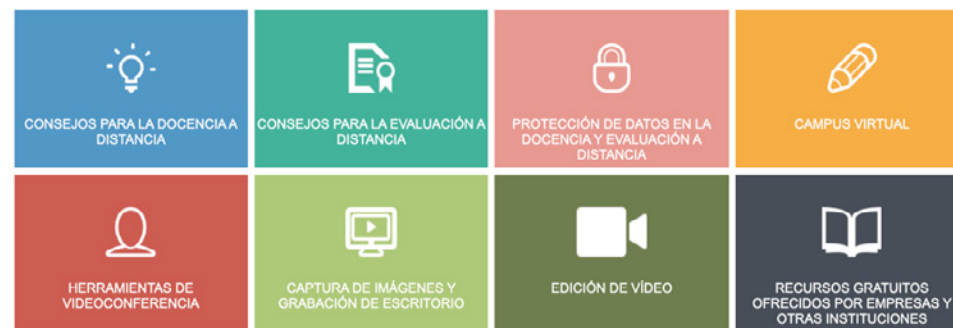 CONSEJOS PARA LA DOCENCIA A
DISTANCIA
CONSEJOS PARA LA EVALUACIÓN A
DISTANCIA
PROTECCIÓN DE DATOS EN LA
DOCENCIA Y EVALUACIÓN A
DISTANCIA
CAMPUS VIRTUAL
HERRAMIENTAS DE
VIDEOCONFERENCIA
CAPTURA DE IMÁGENES Y
GRABACIÓN DE ESCRITORIO
EDICIÓN DE VÍDEO
RECURSOS GRATUITOS
OFRECIDOS POR EMPRESAS Y
OTRAS INSTITUCIONES